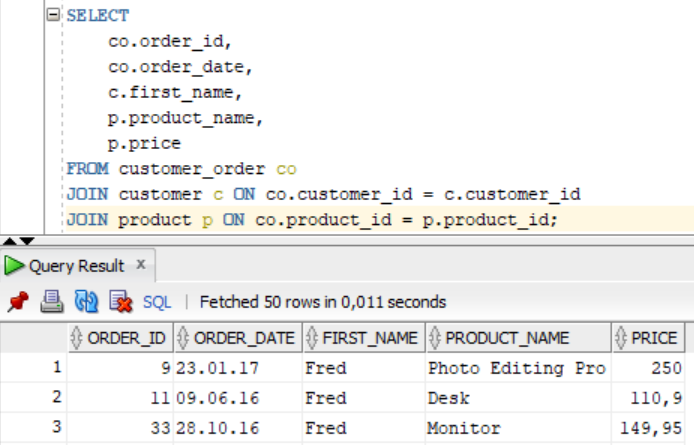 SELECT
co.order_id,
co.order_date,
c.first_name,
p.product_name,
p.price
FROM customer_order co
JOIN customer c ON co.customer_id = c.customer_id
JOIN product p ON co.product_id = p.product_id;
Query Result x
SQL | Fetched 50 rows in 0,011 seconds
ORDER_ID ORDER_DATE FIRST_NAME PRODUCT_NAME PRICE
1 9 23.01.17 Fred Photo Editing Pro 250
2 11 09.06.16 Fred Desk 110,9
3 33 28.10.16 Fred Monitor 149,95